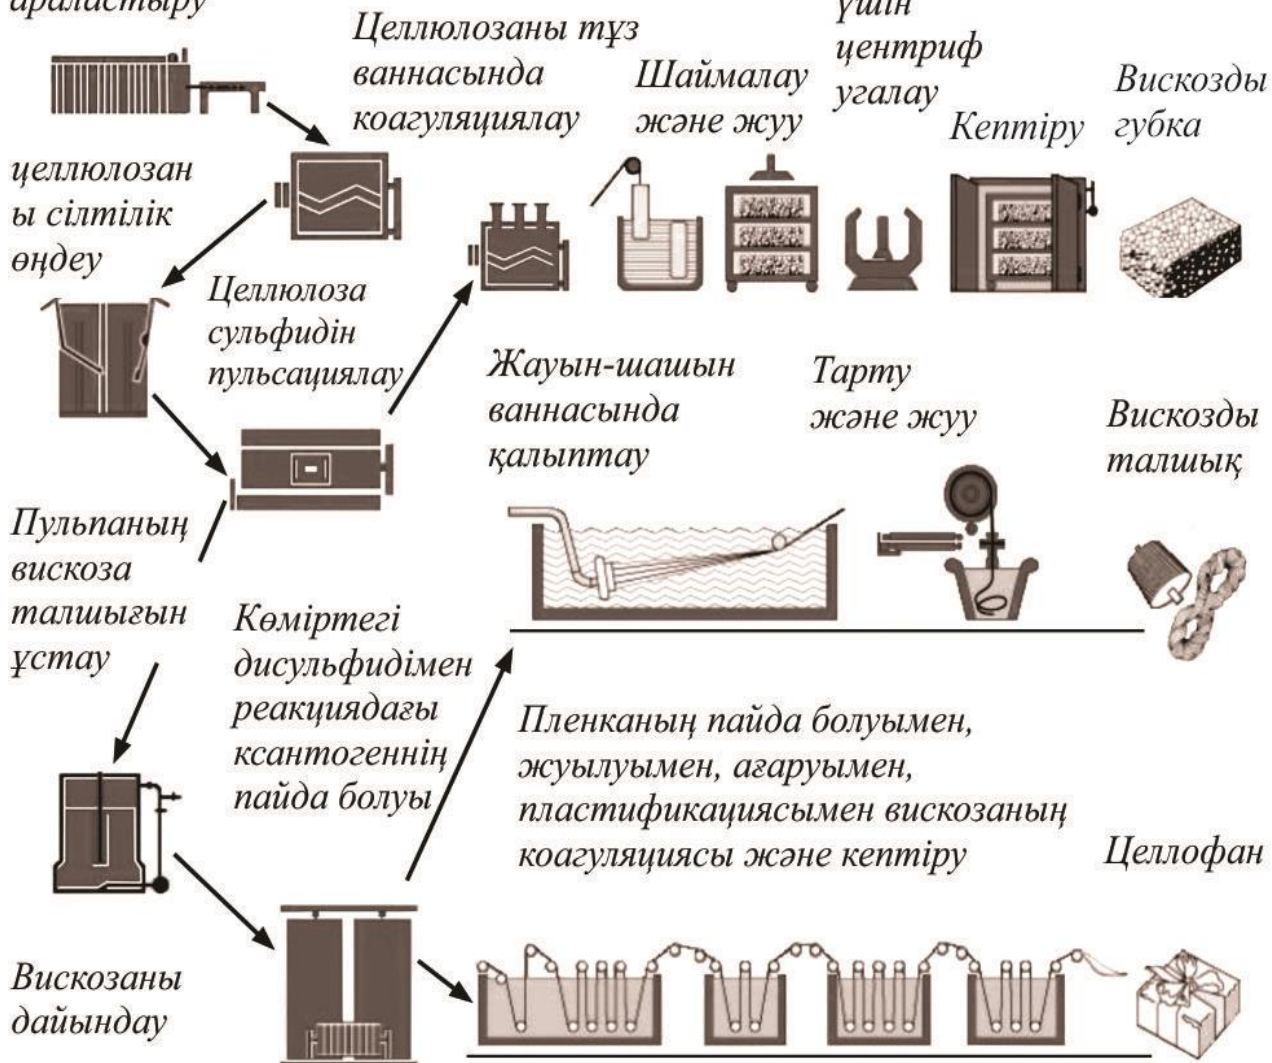 араластыру
Целлюлозаны тұз
ваннасында
коагуляциялау
Шаймалау
және жуу
үшін
центриф
угалау
Кептіру
Вискозды
губка
целлюлозан
ы сілтілік
өңдеу
Целлюлоза
сульфидін
пульсациялау
Жауын-шашын
ваннасында
қалыптау
Тарту
және жуу
Вискозды
талшық
Пульпаның
вискоза
талшығын
ұстау
Көміртегі
дисульфидімен
реакциядағы
ксантогеннің
пайда болуы
Пленканың пайда болуымен,
жуылуымен, ағаруымен,
пластификациясымен вискозаның
коагуляциясы және кептіру
Целлофан
Вискозаны
дайындау